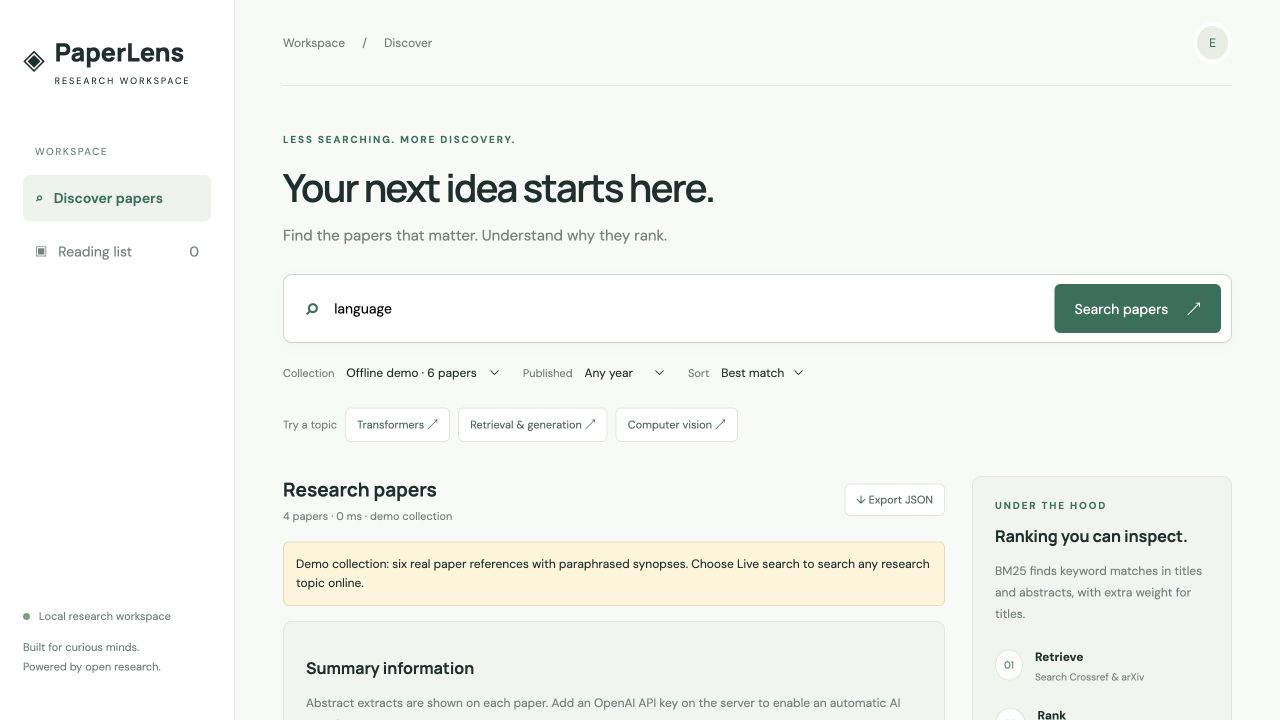 PaperLens
RESEARCH WORKSPACE
WORKSPACE
Discover papers
Reading list 0
Local research workspace
Built for curious minds.
Powered by open research.
Workspace / Discover
E
LESS SEARCHING. MORE DISCOVERY.
Your next idea starts here.
Find the papers that matter. Understand why they rank.
language
Search papers ↗
Collection Offline demo · 6 papers Published Any year Sort Best match
Try a topic Transformers ↗ Retrieval & generation ↗ Computer vision ↗
Research papers
4 papers · 0 ms · demo collection
↓ Export JSON
Demo collection: six real paper references with paraphrased synopses. Choose Live search to search any research
topic online.
Summary information
Abstract extracts are shown on each paper. Add an OpenAI API key on the server to enable an automatic AI
UNDER THE HOOD
Ranking you can inspect.
BM25 finds keyword matches in titles
and abstracts, with extra weight for
titles.
01 Retrieve
Search Crossref & arXiv
Rank